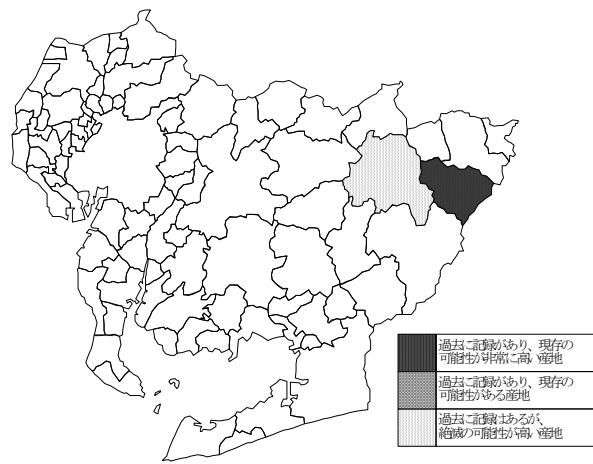 過去に記録があり、現存の
可能性が非常に高い産地
過去に記録があり、現存の
可能性がある産地
過去に記録はあるが、
絶滅の可能性が高い産地